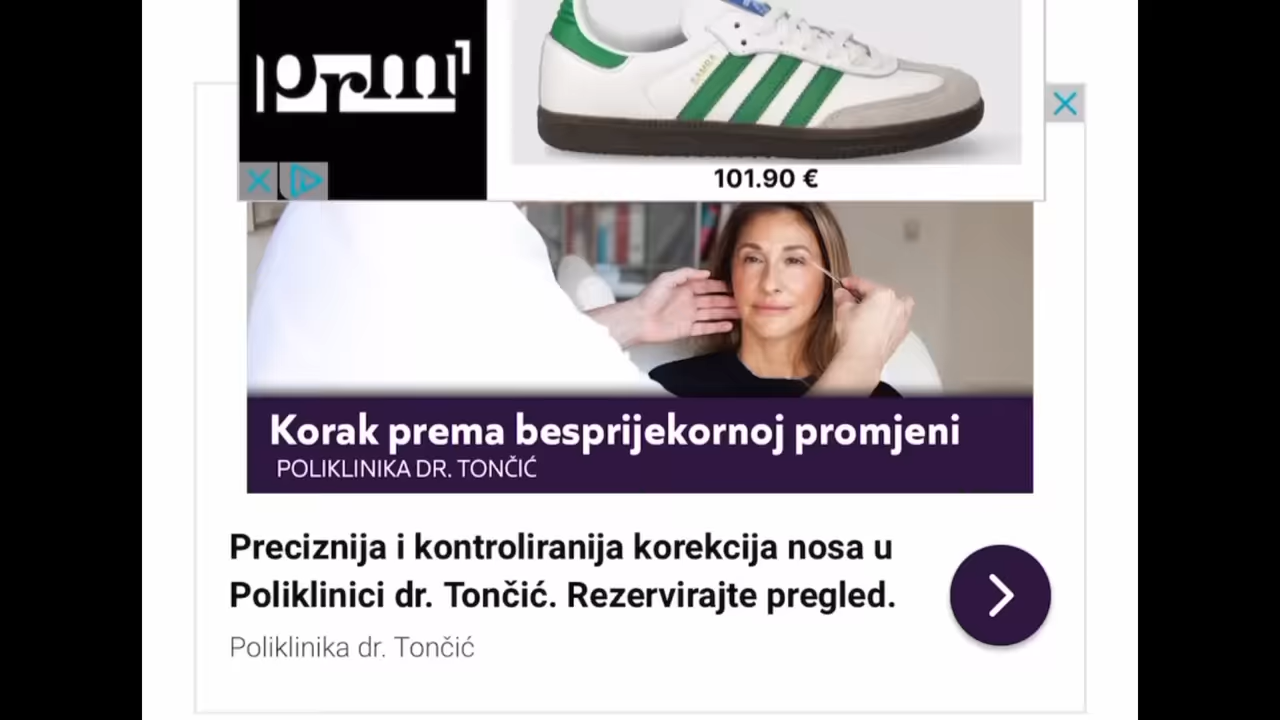 prm
SAMBA
101.90 €
Korak prema besprijekornoj promjeni
POLIKLINIKA DR. TONČIĆ
Preciznija i kontroliranija korekcija nosa u
Poliklinici dr. Tončić. Rezervirajte pregled.
Poliklinika dr. Tončić